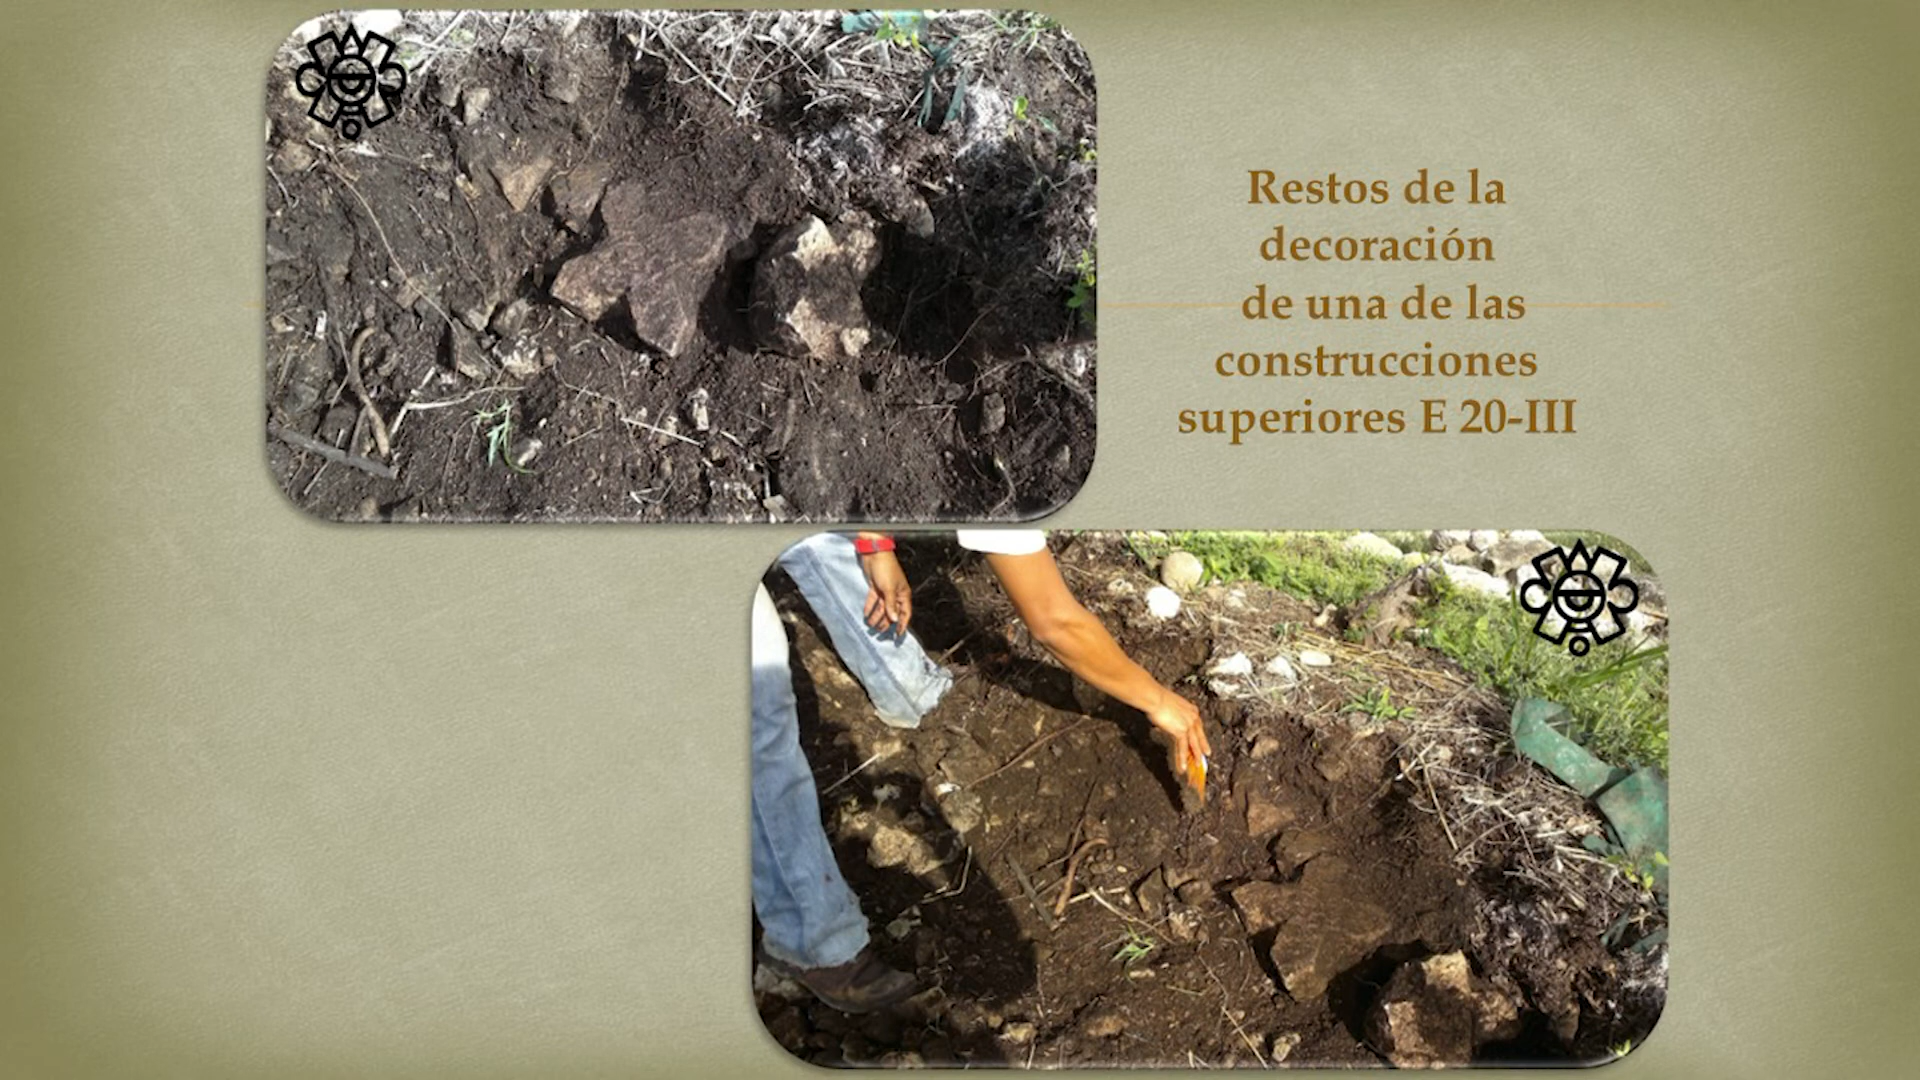 Restos de la
decoración
de una de las
construcciones
superiores E 20-III